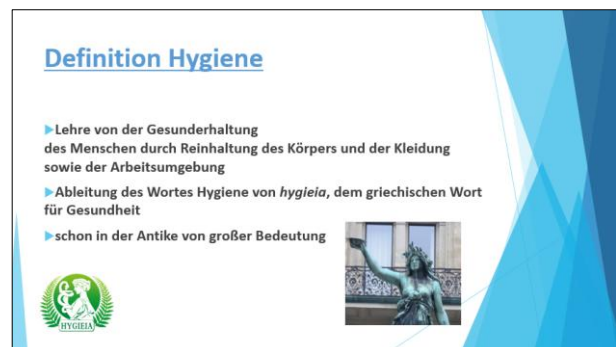 Definition Hygiene
▶Lehre von der Gesunderhaltung
des Menschen durch Reinhaltung des Körpers und der Kleidung
sowie der Arbeitsumgebung
▶Ableitung des Wortes Hygiene von hygieia, dem griechischen Wort
für Gesundheit
▶schon in der Antike von großer Bedeutung
HYGIEIA